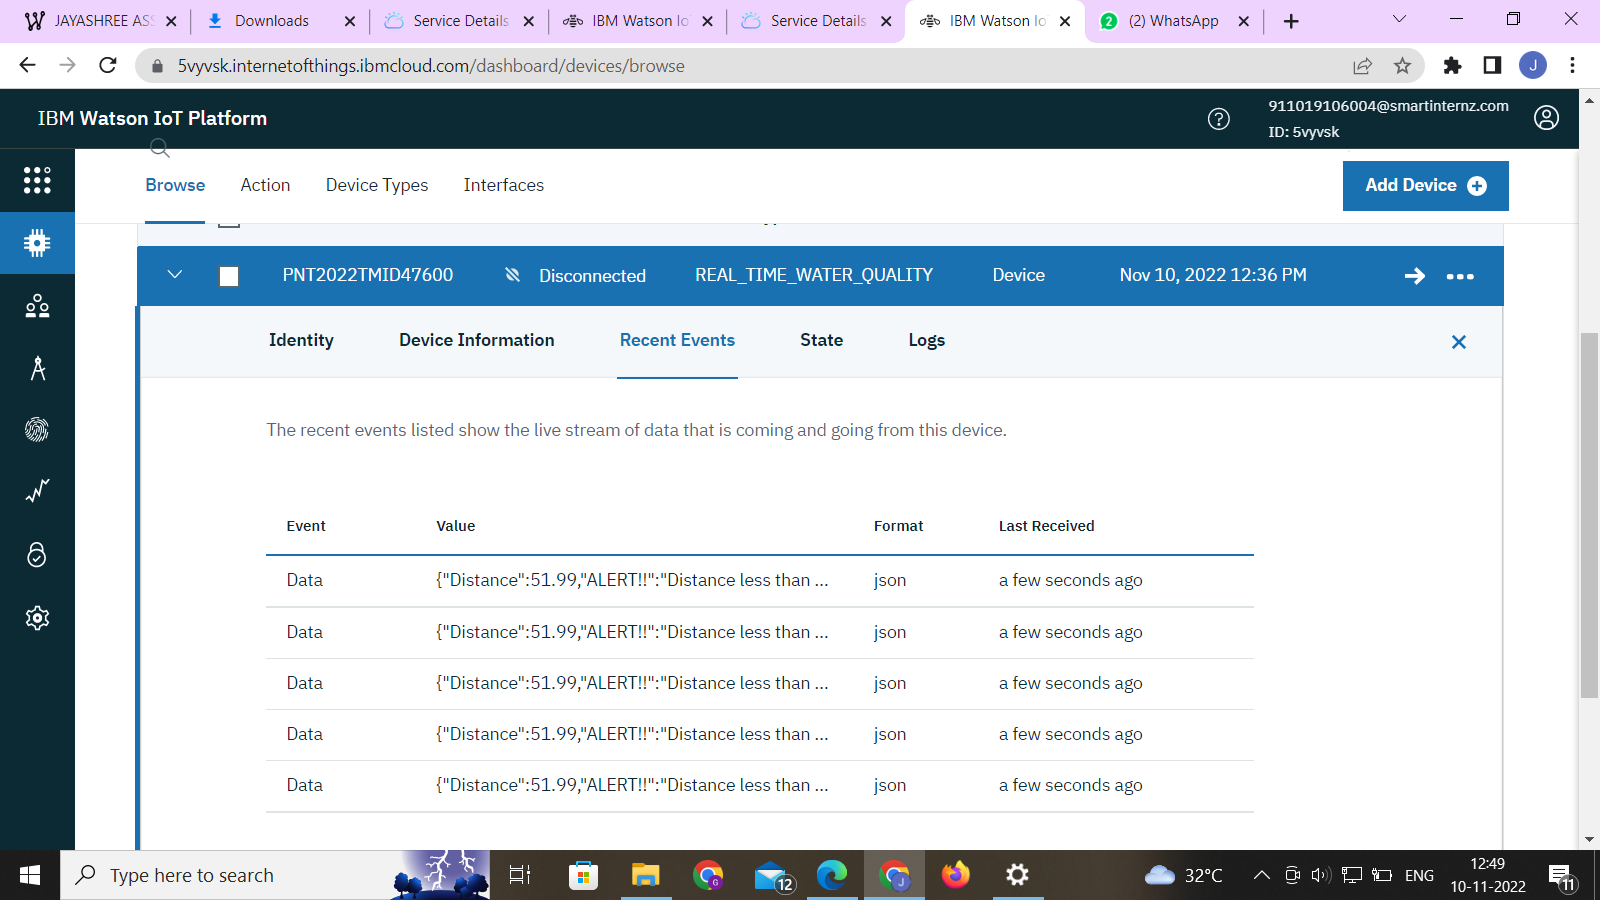 JAYASHREE ASS
Downloads
Service Details
IBM Watson Io
Service Details
IBM Watson Io
2
(2) WhatsApp
5vyvsk.internetofthings.ibmcloud.com/dashboard/devices/browse
J
IBM Watson IoT Platform
911019106004@smartinternz.com
ID: 5vyvsk
Browse Action Device Types Interfaces
Add Device
PNT2022TMID47600 Disconnected REAL_TIME_WATER_QUALITY Device Nov 10, 2022 12:36 PM
Identity Device Information Recent Events State Logs
The recent events listed show the live stream of data that is coming and going from this device.
Event Value Format Last Received
Data {"Distance":51.99,"ALERT!!":"Distance less than ... json a few seconds ago
Data {"Distance":51.99,"ALERT!!":"Distance less than ... json a few seconds ago
Data {"Distance":51.99,"ALERT!!":"Distance less than ... json a few seconds ago
Data {"Distance":51.99,"ALERT!!":"Distance less than ... json a few seconds ago
Data {"Distance":51.99,"ALERT!!":"Distance less than ... json a few seconds ago
Type here to search
G
12
J
32°C
ENG
12:49
10-11-2022
11